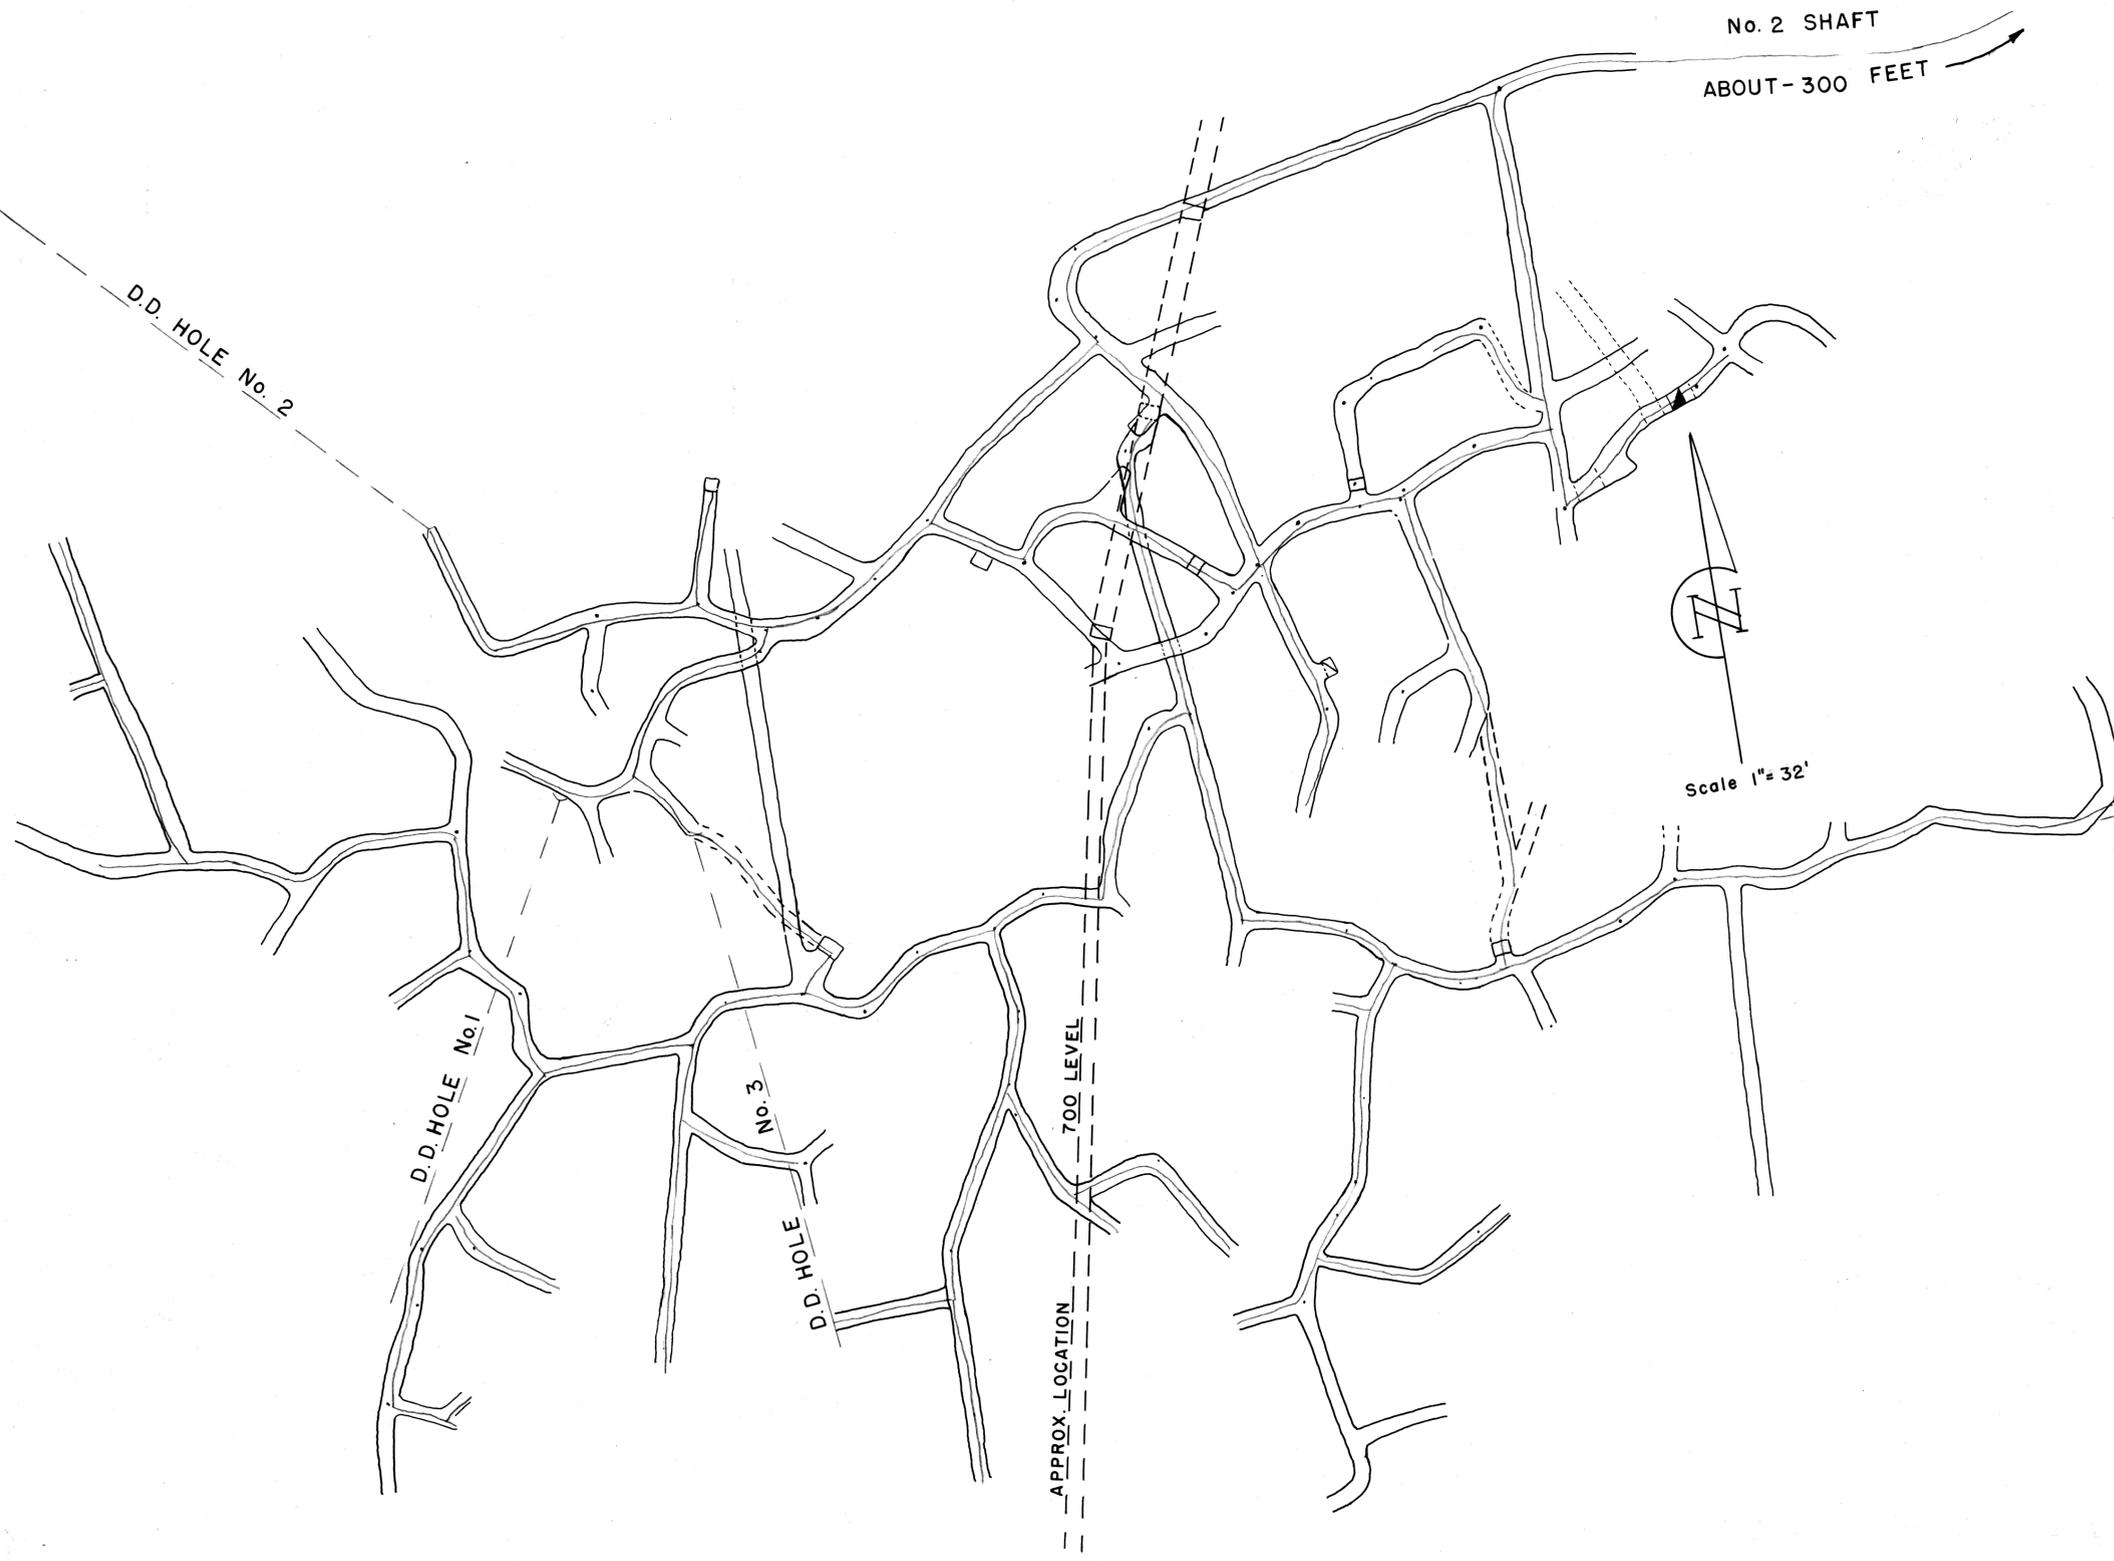 No. 2 SHAFT
ABOUT-300 FEET
D.D. HOLE No. 2
N
Scale 1"= 32'
D.D. HOLE No.1
D.D. HOLE No. 3
APPROX. LOCATION 700 LEVEL